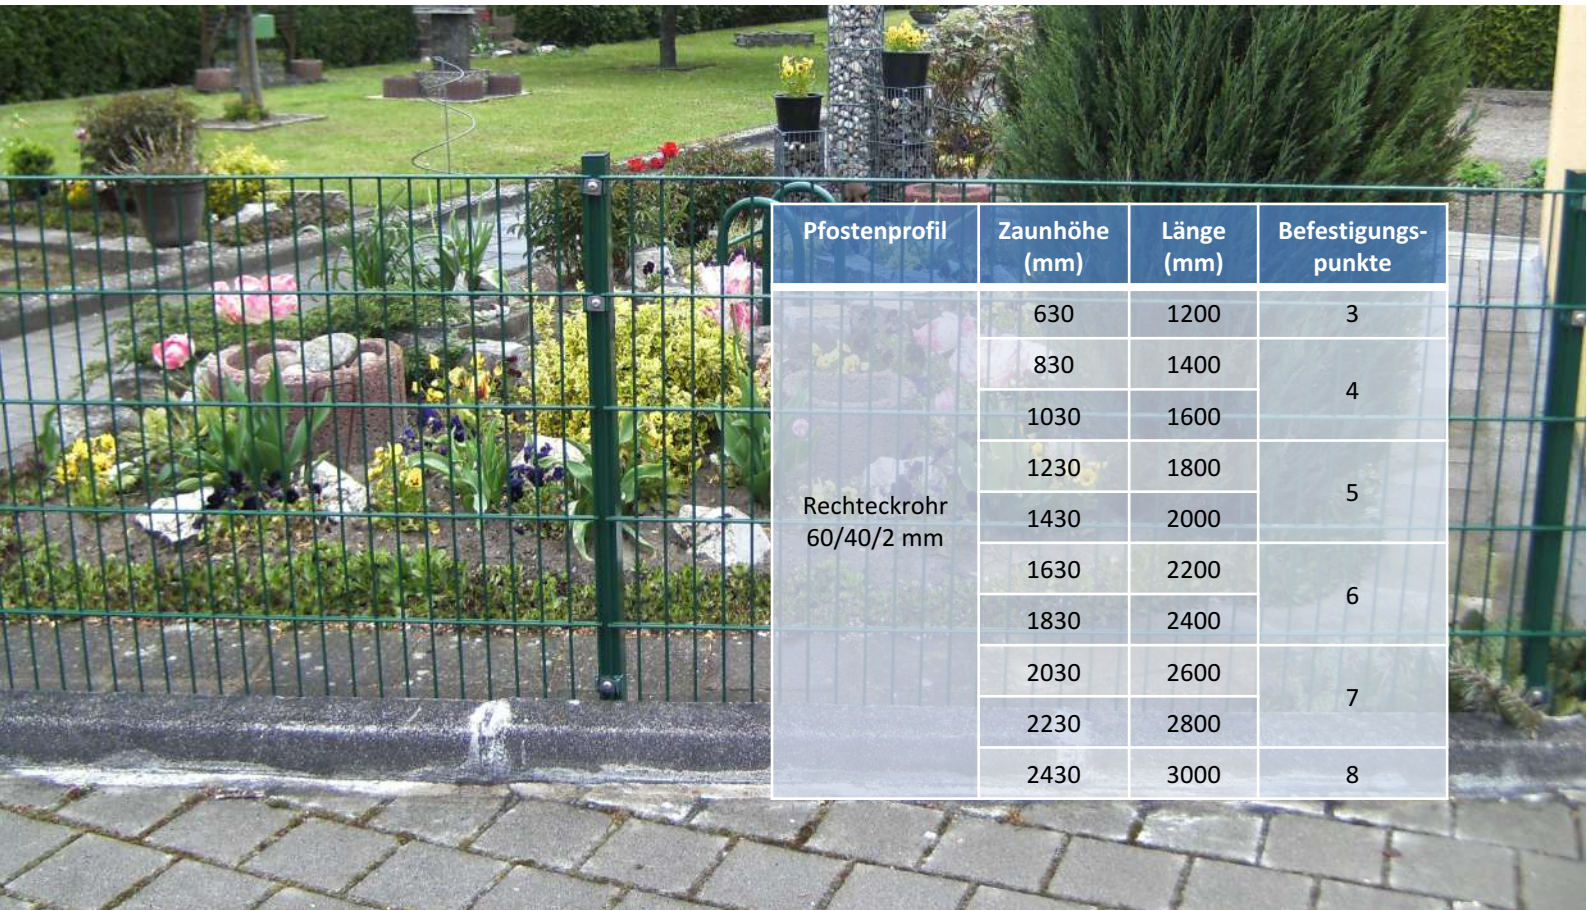 Pfostenprofil Zaunhöhe (mm) Länge (mm) Befestigungs-punkte
Rechteckrohr 60/40/2 mm
630 1200 3
830 1400 4
1030 1600
1230 1800 5
1430 2000
1630 2200 6
1830 2400
2030 2600 7
2230 2800
2430 3000 8